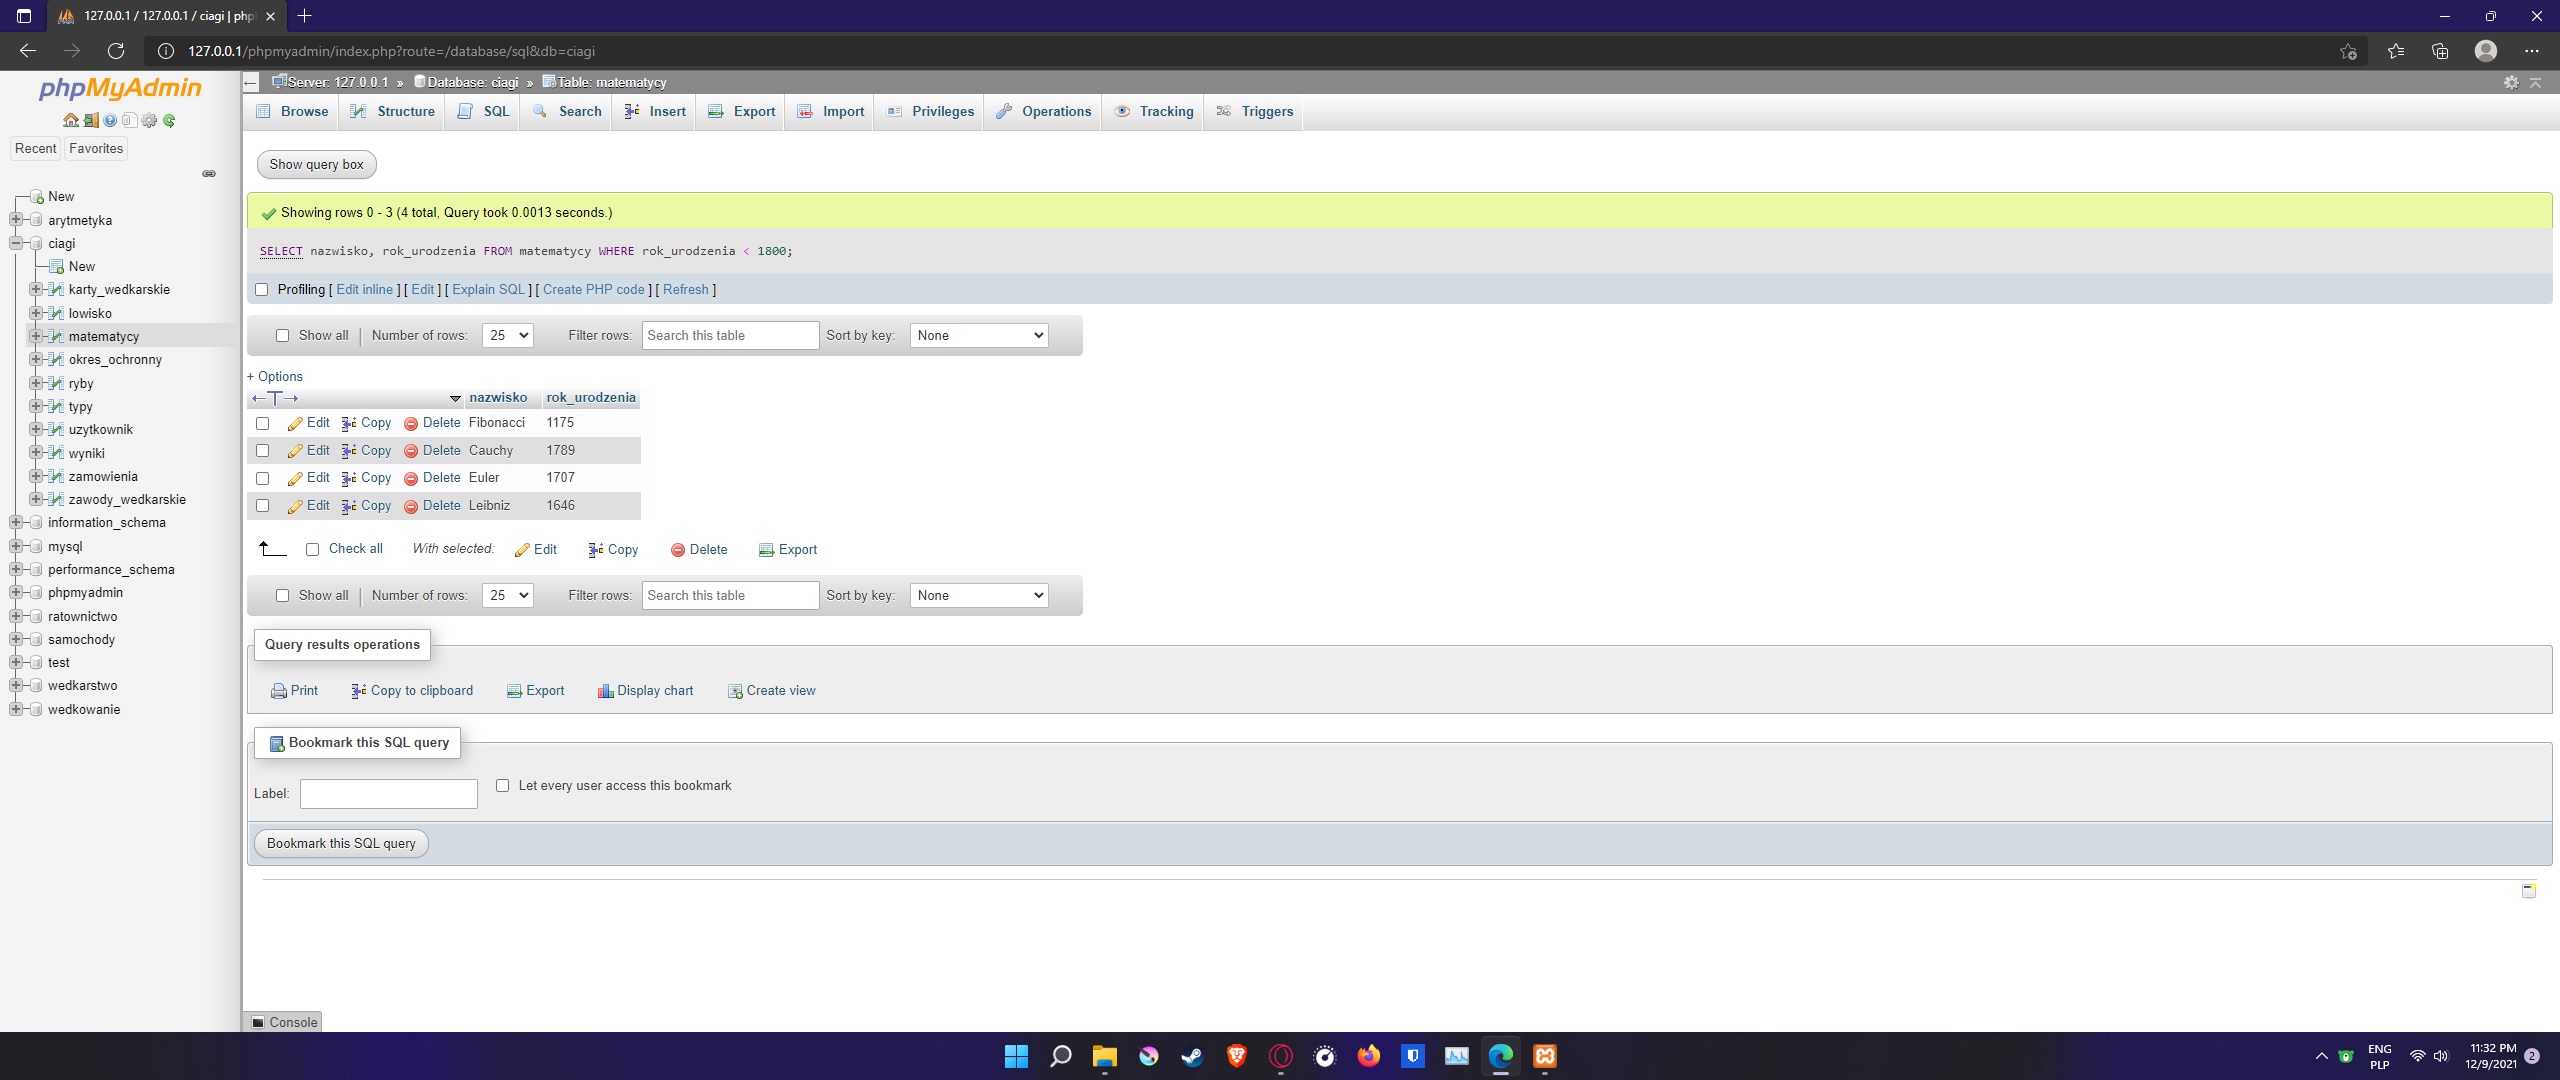 127.0.0.1 / 127.0.0.1 / ciagi | php
127.0.0.1/phpmyadmin/index.php?route=/database/sql&db=ciagi
phpMyAdmin
Recent Favorites
New
arytmetyka
ciagi
New
karty_wedkarskie
lowisko
matematycy
okres_ochronny
ryby
typy
uzytkownik
wyniki
zamowienia
zawody_wedkarskie
information_schema
mysql
performance_schema
phpmyadmin
ratownictwo
samochody
test
wedkarstwo
wedkowanie
Server: 127.0.0.1 » Database: ciagi » Table: matematycy
Browse Structure SQL Search Insert Export Import Privileges Operations Tracking Triggers
Show query box
Showing rows 0 - 3 (4 total, Query took 0.0013 seconds.)
SELECT nazwisko, rok_urodzenia FROM matematycy WHERE rok_urodzenia < 1800;
Profiling [ Edit inline ] [ Edit ] [ Explain SQL ] [ Create PHP code ] [ Refresh ]
Show all Number of rows: 25 Filter rows: Search this table Sort by key: None
+ Options
nazwisko rok_urodzenia
Edit Copy Delete Fibonacci 1175
Edit Copy Delete Cauchy 1789
Edit Copy Delete Euler 1707
Edit Copy Delete Leibniz 1646
Check all With selected: Edit Copy Delete Export
Show all Number of rows: 25 Filter rows: Search this table Sort by key: None
Query results operations
Print Copy to clipboard Export Display chart Create view
Bookmark this SQL query
Label: Let every user access this bookmark
Bookmark this SQL query
Console
ENG
PLP
11:32 PM
12/9/2021
2